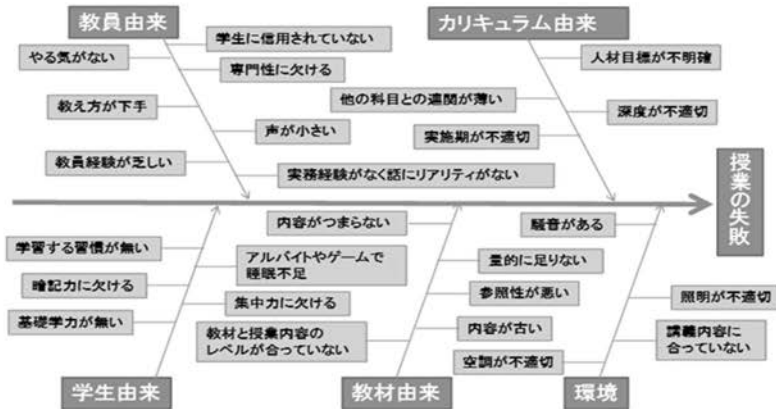 教員由来
カリキュラム由来
学生に信用されていない
やる気がない
専門性に欠ける
教え方が下手
声が小さい
教員経験が乏しい
実務経験がなく話にリアリティがない
人材目標が不明確
他の科目との連関が薄い
深度が不適切
実施期が不適切
授業の失敗
学習する習慣が無い
アルバイトやゲームで
睡眠不足
暗記力に欠ける
集中力に欠ける
基礎学力が無い
内容がつまらない
量的に足りない
参照性が悪い
教材と授業内容の
レベルが合っていない
内容が古い
騒音がある
照明が不適切
講義内容に
合っていない
空調が不適切
学生由来
教材由来
環境